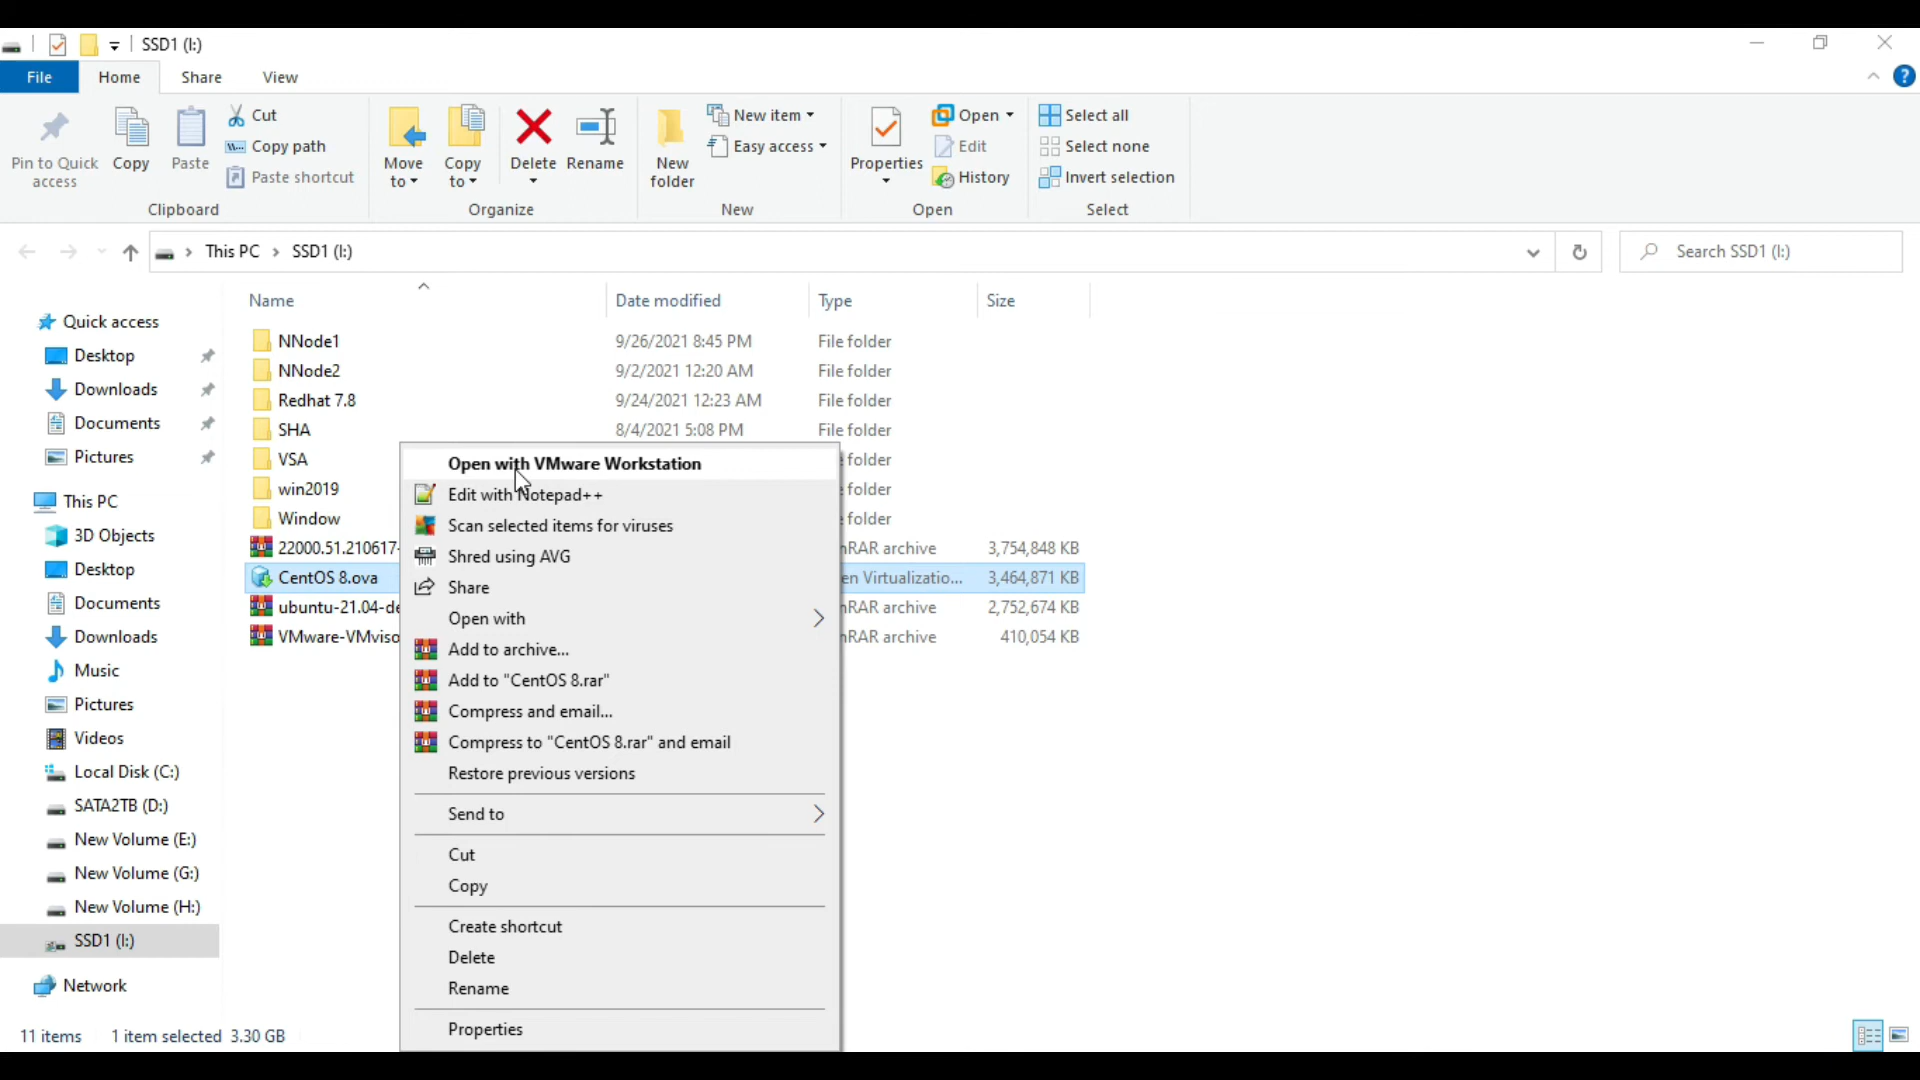 SSD1 (I:)
File Home Share View
Pin to Quick access
Copy
Paste
Cut
Copy path
Paste shortcut
Clipboard
Move to
Copy to
Delete
Rename
Organize
New folder
New item
Easy access
New
Properties
Open
Edit
History
Open
Select all
Select none
Invert selection
Select
This PC > SSD1 (I:)
Search SSD1 (I:)
Quick access
Desktop
Downloads
Documents
Pictures
This PC
3D Objects
Desktop
Documents
Downloads
Music
Pictures
Videos
Local Disk (C:)
SATA2TB (D:)
New Volume (E:)
New Volume (G:)
New Volume (H:)
SSD1 (I:)
Network
Name Date modified Type Size
NNode1 9/26/2021 8:45 PM File folder
NNode2 9/2/2021 12:20 AM File folder
Redhat 7.8 9/24/2021 12:23 AM File folder
SHA 8/4/2021 5:08 PM File folder
VSA folder
win2019 folder
Window folder
22000.51.210617- nRAR archive 3,754,848 KB
CentOS 8.ova en Virtualizatio... 3,464,871 KB
ubuntu-21.04-de nRAR archive 2,752,674 KB
VMware-VMviso nRAR archive 410,054 KB
Open with VMware Workstation
Edit with Notepad++
Scan selected items for viruses
Shred using AVG
Share
Open with
Add to archive...
Add to "CentOS 8.rar"
Compress and email...
Compress to "CentOS 8.rar" and email
Restore previous versions
Send to
Cut
Copy
Create shortcut
Delete
Rename
Properties
11 items 1 item selected 3.30 GB